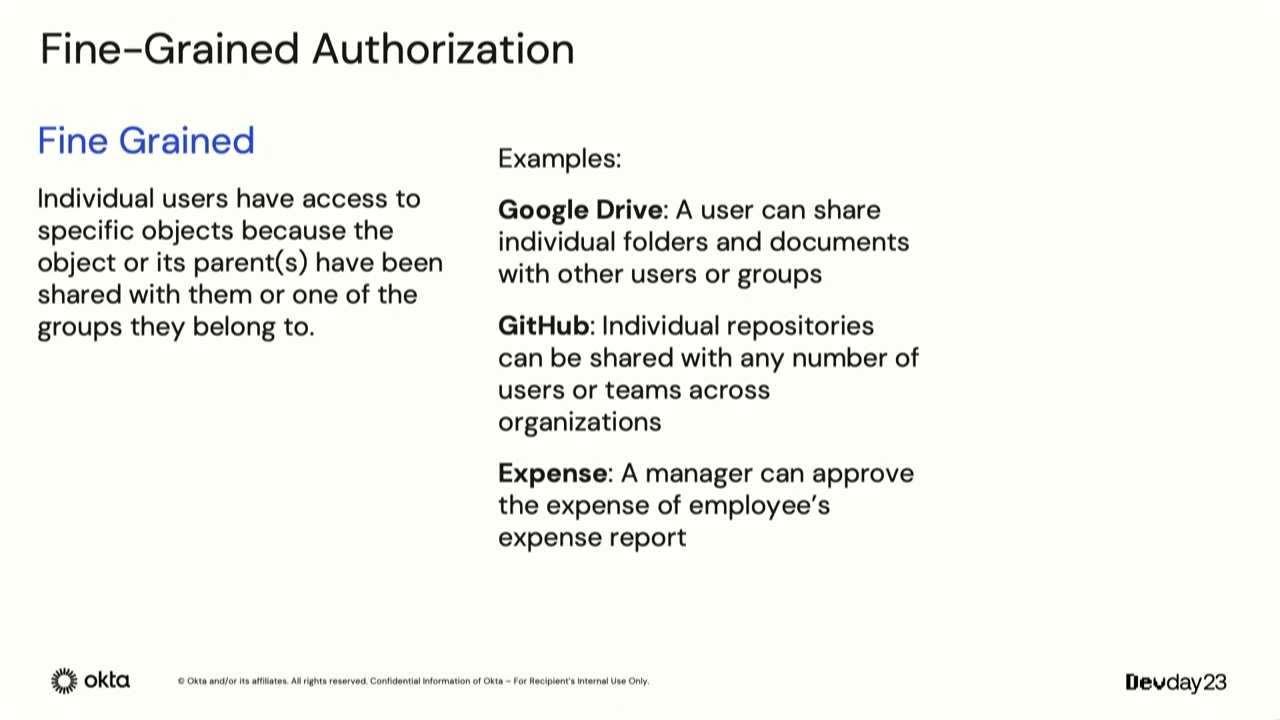 Fine-Grained Authorization
Fine Grained
Individual users have access to
specific objects because the
object or its parent(s) have been
shared with them or one of the
groups they belong to.
Examples:
Google Drive: A user can share
individual folders and documents
with other users or groups
GitHub: Individual repositories
can be shared with any number of
users or teams across
organizations
Expense: A manager can approve
the expense of employee’s
expense report
okta
© Okta and/or its affiliates. All rights reserved. Confidential Information of Okta – For Recipient's Internal Use Only.
Devday23